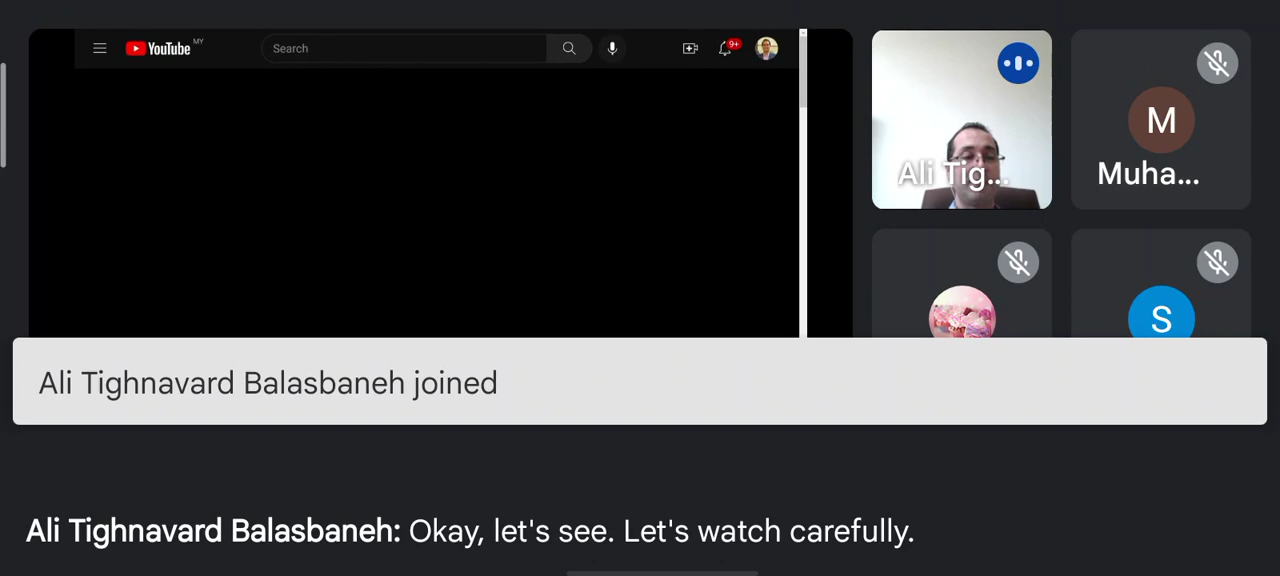 YouTube MY
Search
9+
Ali Tig...
M
Muha...
S
Ali Tighnavard Balasbaneh joined
Ali Tighnavard Balasbaneh: Okay, let's see. Let's watch carefully.